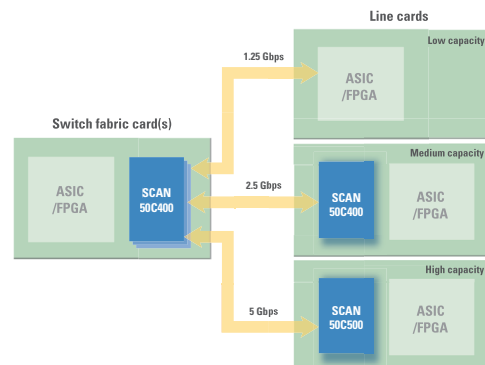 Line cards
Low capacity
1.25 Gbps
ASIC
/FPGA
Switch fabric card(s)
Medium capacity
ASIC
/FPGA
SCAN
50C400
2.5 Gbps
SCAN
50C400
ASIC
/FPGA
High capacity
5 Gbps
SCAN
50C500
ASIC
/FPGA